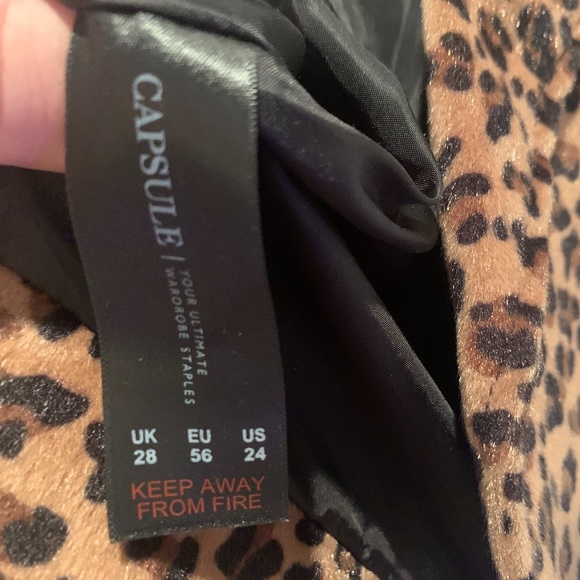 CAPSULE | YOUR ULTIMATE
WARDROBE STAPLES
UK EU US
28 56 24
KEEP AWAY
FROM FIRE